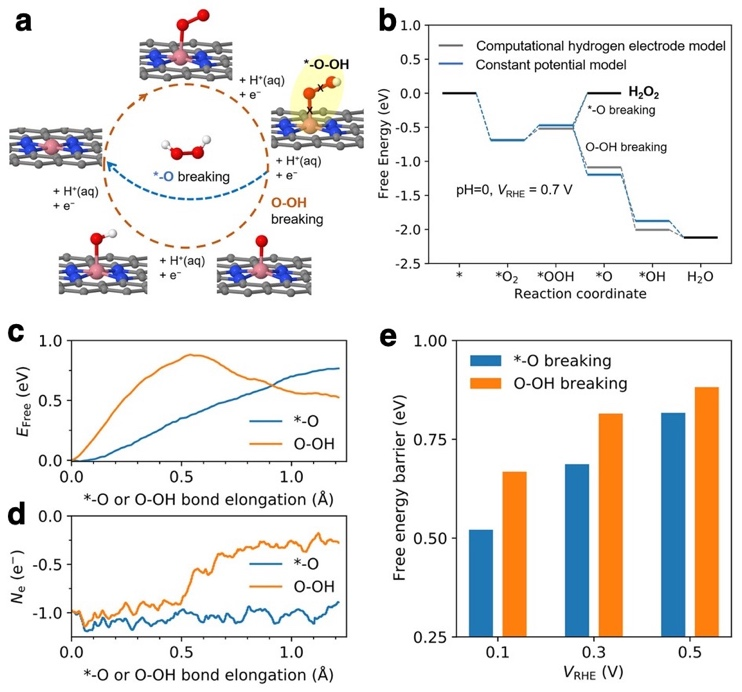 a
*-O-OH
+ H⁺(aq)
+ e⁻
+ H⁺(aq)
+ e⁻
+ H⁺(aq)
+ e⁻
*-O breaking
O-OH
breaking
+ H⁺(aq)
+ e⁻
x
x
b
Computational hydrogen electrode model
Constant potential model
H₂O₂
*-O breaking
O-OH breaking
pH=0, V_RHE = 0.7 V
Free Energy (eV)
0.5
0.0
-0.5
-1.0
-1.5
-2.0
-2.5
* *O₂ *OOH *O *OH H₂O
Reaction coordinate
c
E_Free (eV)
1.0
0.5
0.0
*-O
O-OH
0.0 0.5 1.0
*-O or O-OH bond elongation (Å)
d
N_e (e⁻)
0.0
-0.5
-1.0
*-O
O-OH
0.0 0.5 1.0
*-O or O-OH bond elongation (Å)
e
Free energy barrier (eV)
1.00
0.75
0.50
0.25
*-O breaking
O-OH breaking
0.1 0.3 0.5
V_RHE (V)